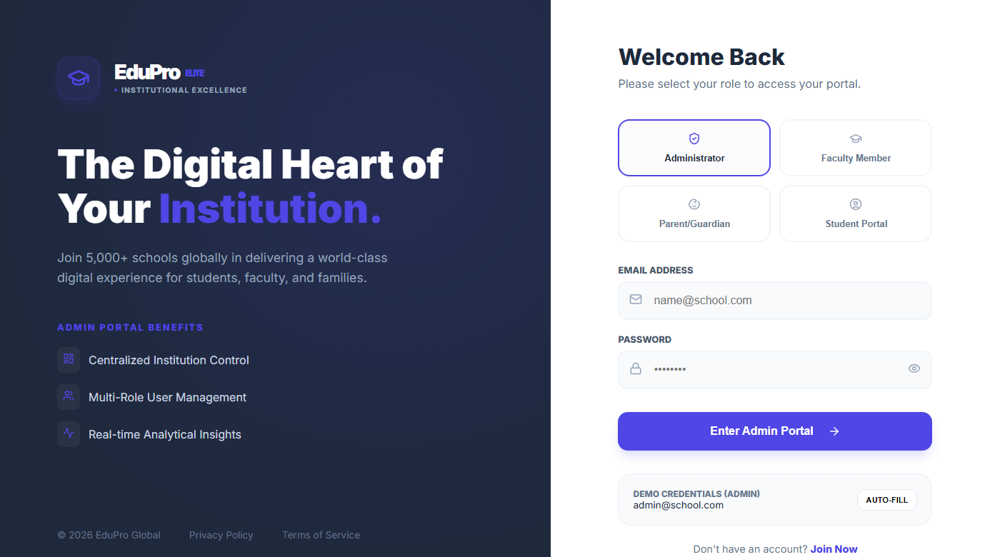 EduPro ELITE
• INSTITUTIONAL EXCELLENCE
The Digital Heart of
Your Institution.
Join 5,000+ schools globally in delivering a world-class
digital experience for students, faculty, and families.
ADMIN PORTAL BENEFITS
Centralized Institution Control
Multi-Role User Management
Real-time Analytical Insights
© 2026 EduPro Global
Privacy Policy
Terms of Service
Welcome Back
Please select your role to access your portal.
Administrator
Faculty Member
Parent/Guardian
Student Portal
EMAIL ADDRESS
name@school.com
PASSWORD
••••••••
Enter Admin Portal →
DEMO CREDENTIALS (ADMIN)
admin@school.com
AUTO-FILL
Don't have an account? Join Now